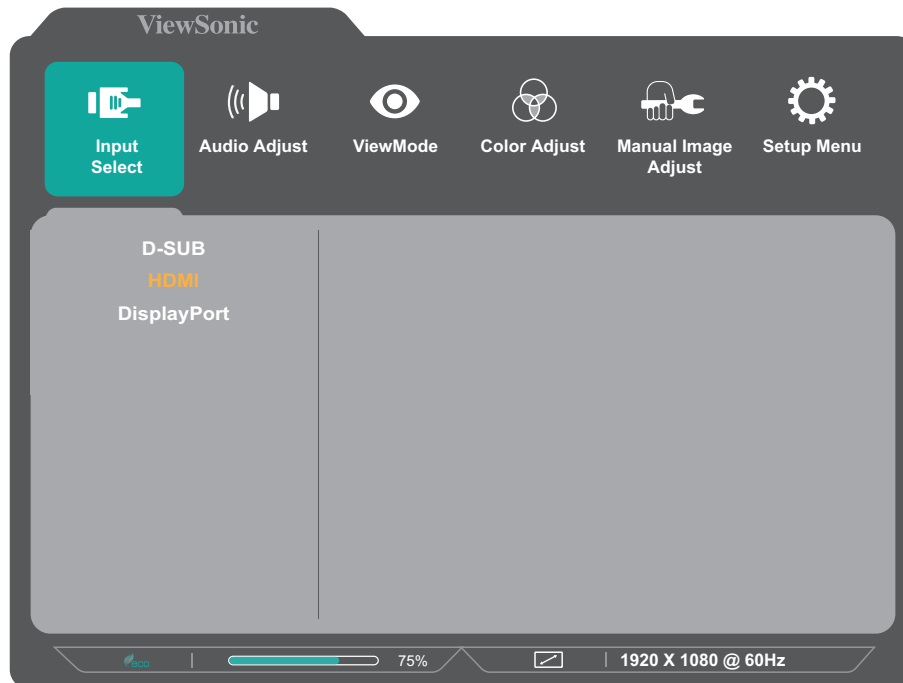 ViewSonic
Input
Select
Audio Adjust
ViewMode
Color Adjust
Manual Image
Adjust
Setup Menu
D-SUB
HDMI
DisplayPort
eco
75%
1920 X 1080 @ 60Hz